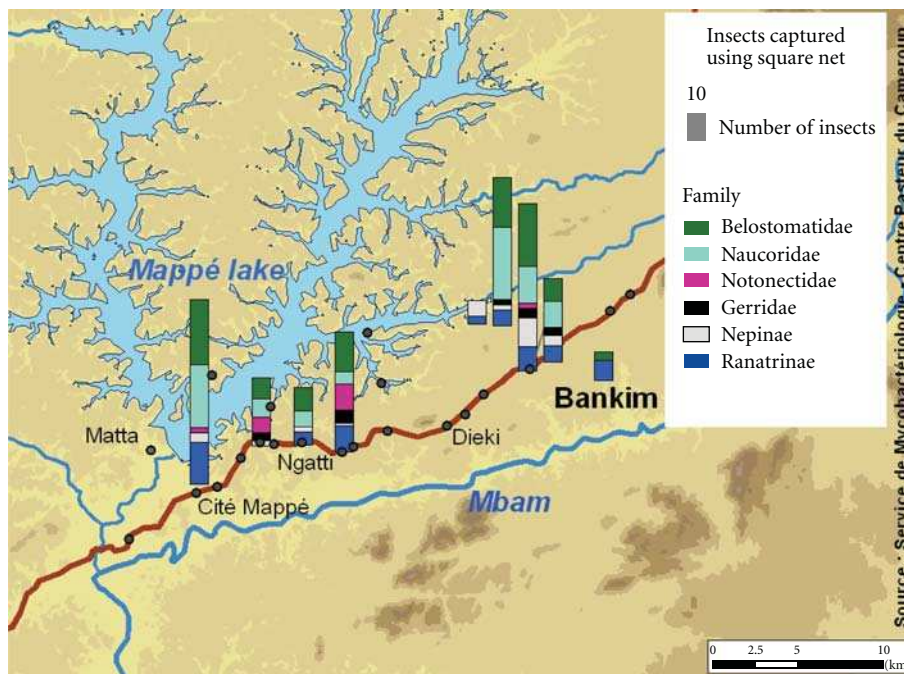 Insects captured
using square net
10
Number of insects
Family
Belostomatidae
Naucoridae
Notonectidae
Gerridae
Nepinae
Ranatrinae
Mappé lake
Matta
Ngatti
Cité Mappé
Dieki
Bankim
Mbam
Source : Service de Mycobactériologie - Centre Pasteur du Cameroun
0 2.5 5 10
(km